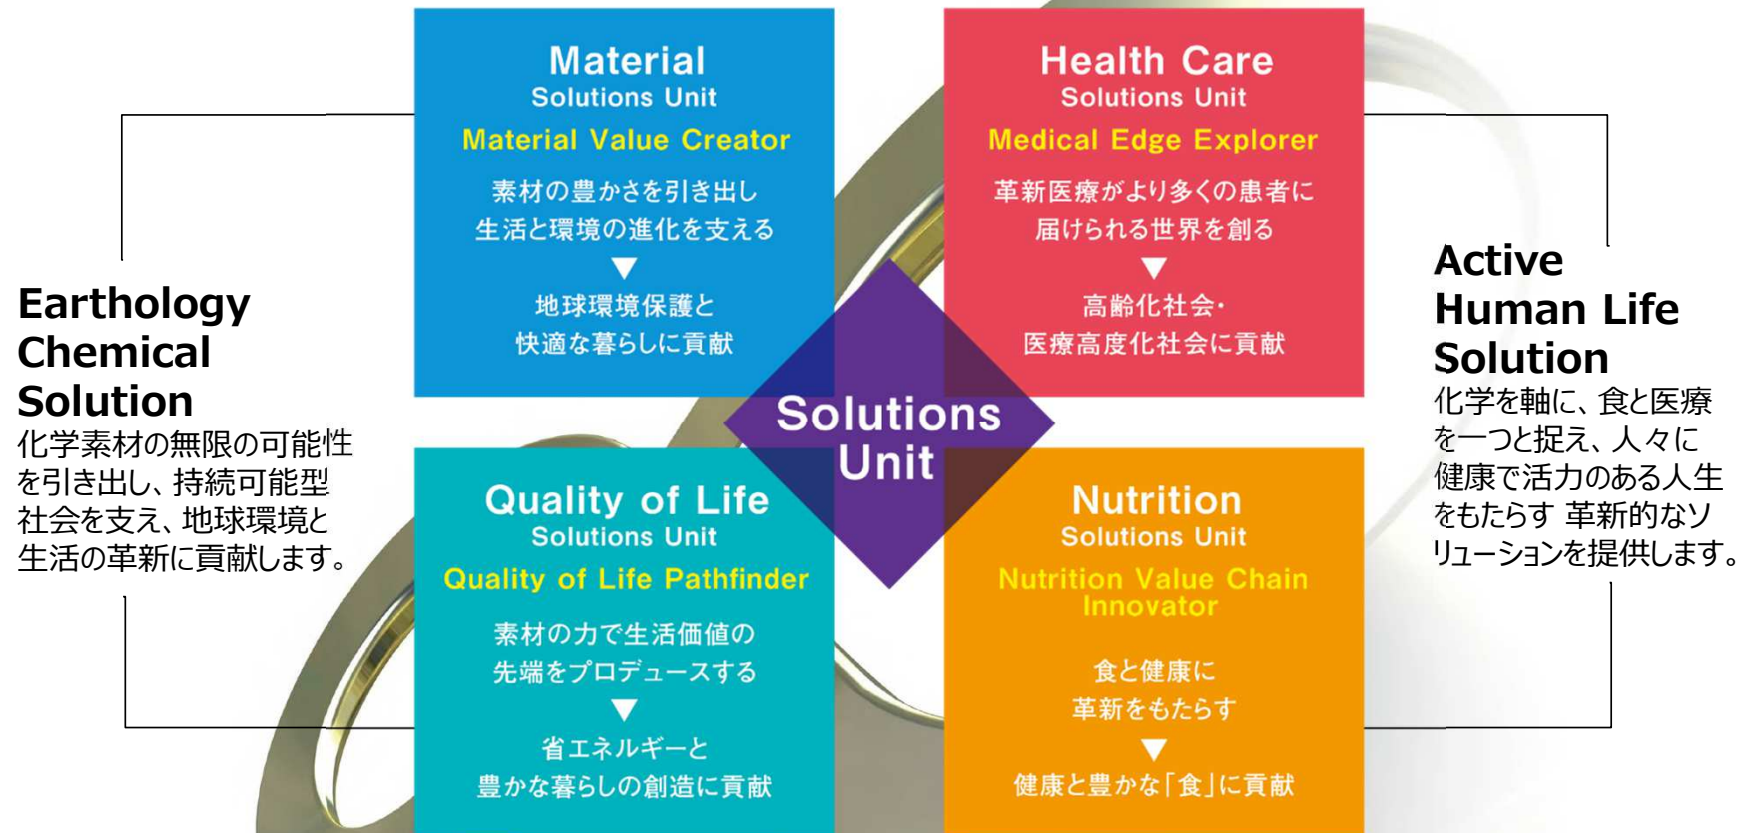 Material
Solutions Unit
Material Value Creator
素材の豊かさを引き出し
生活と環境の進化を支える
▼
地球環境保護と
快適な暮らしに貢献
Health Care
Solutions Unit
Medical Edge Explorer
革新医療がより多くの患者に
届けられる世界を創る
▼
高齢化社会・
医療高度化社会に貢献
Earthology
Chemical
Solution
化学素材の無限の可能性
を引き出し、持続可能型
社会を支え、地球環境と
生活の革新に貢献します。
Solutions
Unit
Active
Human Life
Solution
化学を軸に、食と医療
を一つと捉え、人々に
健康で活力のある人生
をもたらす 革新的なソ
リューションを提供します。
Quality of Life
Solutions Unit
Quality of Life Pathfinder
素材の力で生活価値の
先端をプロデュースする
▼
省エネルギーと
豊かな暮らしの創造に貢献
Nutrition
Solutions Unit
Nutrition Value Chain
Innovator
食と健康に
革新をもたらす
▼
健康と豊かな「食」に貢献